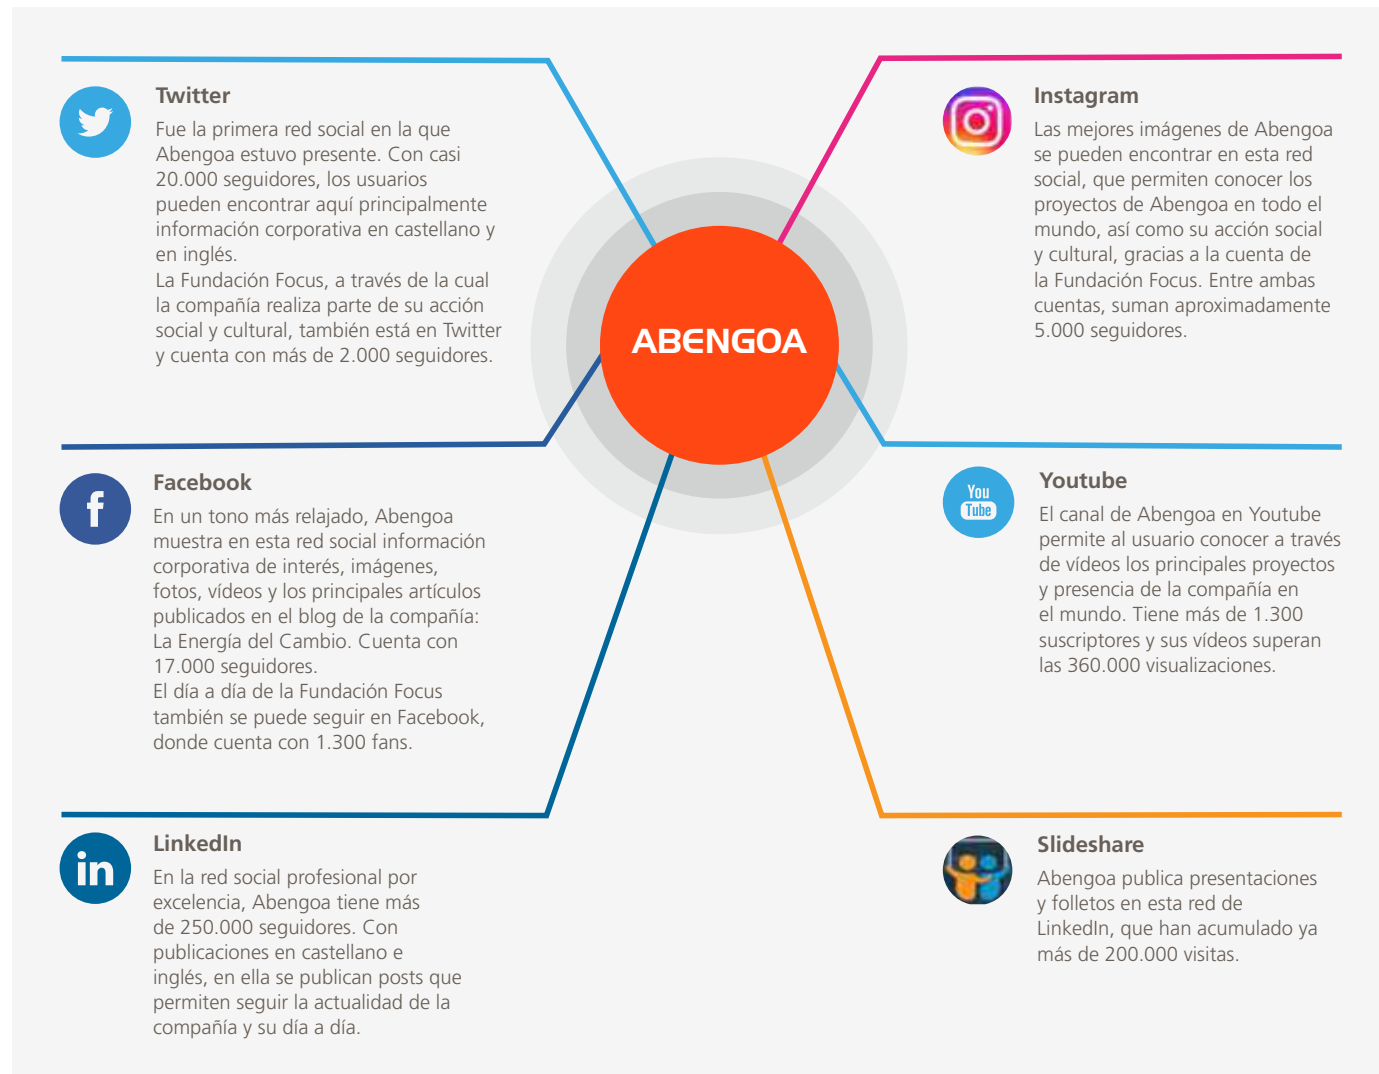 Twitter
Fue la primera red social en la que
Abengoa estuvo presente. Con casi
20.000 seguidores, los usuarios
pueden encontrar aquí principalmente
información corporativa en castellano y
en inglés.
La Fundación Focus, a través de la cual
la compañía realiza parte de su acción
social y cultural, también está en Twitter
y cuenta con más de 2.000 seguidores.
Facebook
En un tono más relajado, Abengoa
muestra en esta red social información
corporativa de interés, imágenes,
fotos, vídeos y los principales artículos
publicados en el blog de la compañía:
La Energía del Cambio. Cuenta con
17.000 seguidores.
El día a día de la Fundación Focus
también se puede seguir en Facebook,
donde cuenta con 1.300 fans.
LinkedIn
En la red social profesional por
excelencia, Abengoa tiene más
de 250.000 seguidores. Con
publicaciones en castellano e
inglés, en ella se publican posts que
permiten seguir la actualidad de la
compañía y su día a día.
f
in
ABENGOA
Instagram
Las mejores imágenes de Abengoa
se pueden encontrar en esta red
social, que permiten conocer los
proyectos de Abengoa en todo el
mundo, así como su acción social
y cultural, gracias a la cuenta de
la Fundación Focus. Entre ambas
cuentas, suman aproximadamente
5.000 seguidores.
You
Tube
Youtube
El canal de Abengoa en Youtube
permite al usuario conocer a través
de vídeos los principales proyectos
y presencia de la compañía en
el mundo. Tiene más de 1.300
suscriptores y sus vídeos superan
las 360.000 visualizaciones.
Slideshare
Abengoa publica presentaciones
y folletos en esta red de
LinkedIn, que han acumulado ya
más de 200.000 visitas.